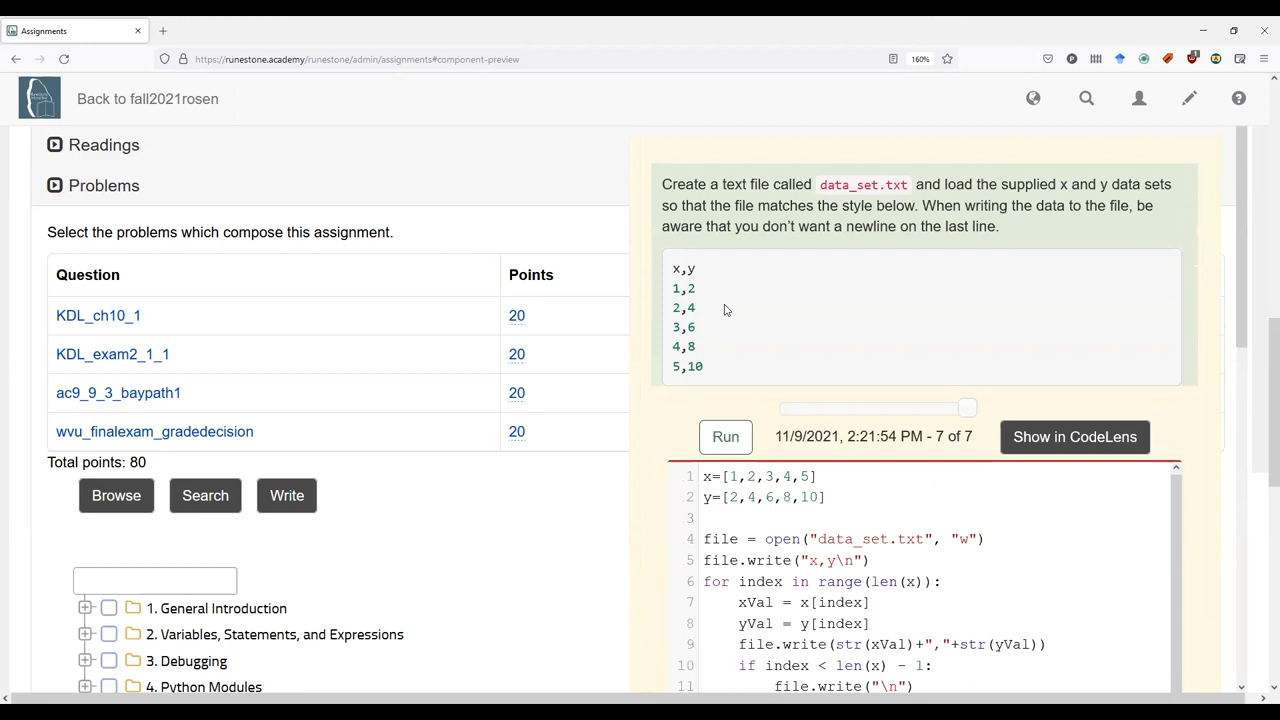 Assignments
https://runestone.academy/runestone/admin/assignments#component-preview
160%
Back to fall2021rosen
Readings
Problems
Select the problems which compose this assignment.
Question Points
KDL_ch10_1 20
KDL_exam2_1_1 20
ac9_9_3_baypath1 20
wvu_finalexam_gradedecision 20
Total points: 80
Browse Search Write
1. General Introduction
2. Variables, Statements, and Expressions
3. Debugging
4. Python Modules
Create a text file called data_set.txt and load the supplied x and y data sets
so that the file matches the style below. When writing the data to the file, be
aware that you don't want a newline on the last line.
x,y
1,2
2,4
3,6
4,8
5,10
Run 11/9/2021, 2:21:54 PM - 7 of 7 Show in CodeLens
1 x=[1,2,3,4,5]
2 y=[2,4,6,8,10]
3
4 file = open("data_set.txt", "w")
5 file.write("x,y\n")
6 for index in range(len(x)):
7 xVal = x[index]
8 yVal = y[index]
9 file.write(str(xVal)+","+str(yVal))
10 if index < len(x) - 1:
11 file.write("\n")